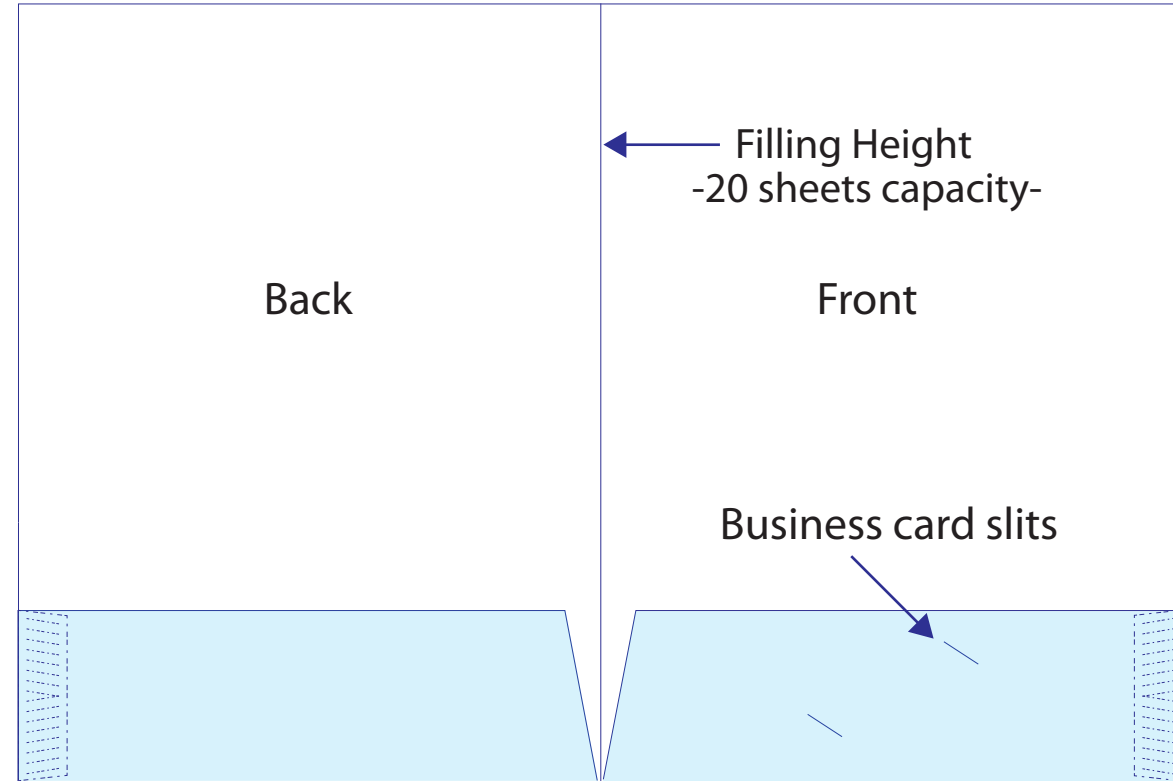 Filling Height
-20 sheets capacity-
Back
Front
Business card slits